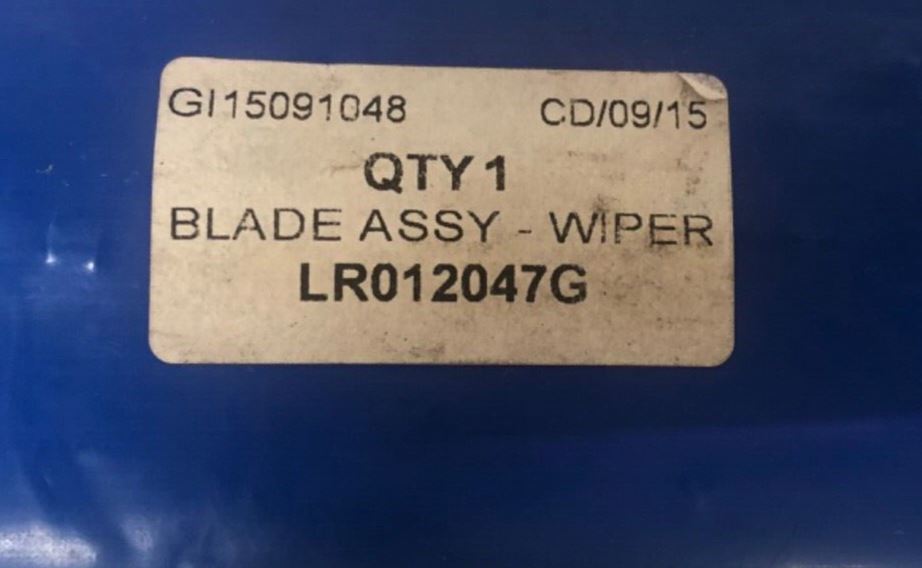 GI15091048 CD/09/15
QTY 1
BLADE ASSY - WIPER
LR012047G